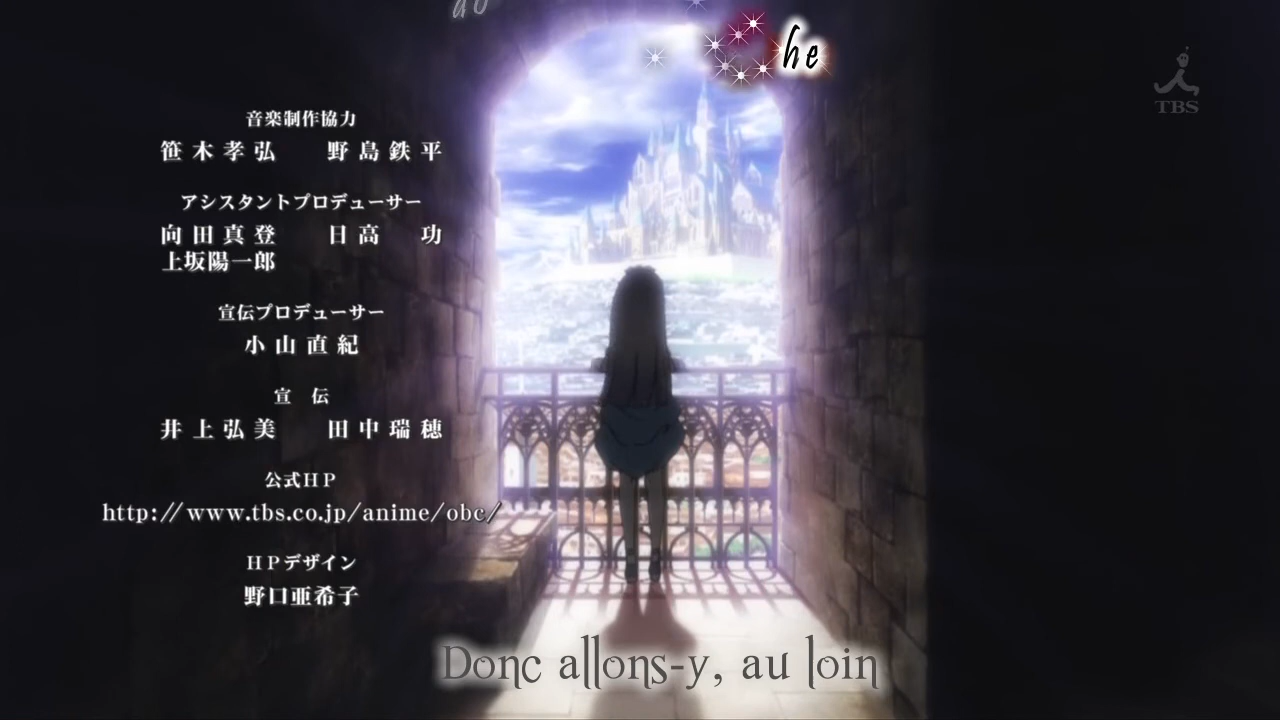 he
TBS
音楽制作協力
笹木孝弘 野島鉄平
アシスタントプロデューサー
向田真登 日高 功
上坂陽一郎
宣伝プロデューサー
小山直紀
宣 伝
井上弘美 田中瑞穂
公式HP
http://www.tbs.co.jp/anime/obc/
HPデザイン
野口亜希子
Donc allons-y, au loin